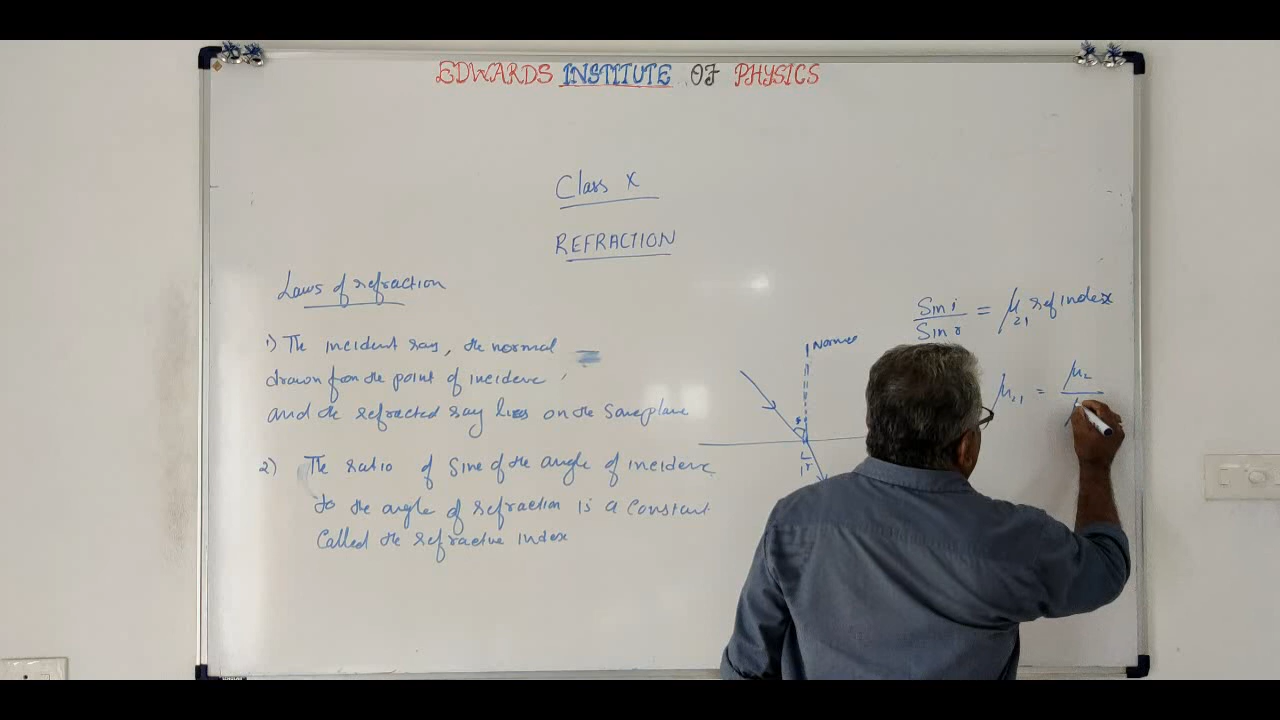 EDWARDS INSTITUTE OF PHYSICS
Class X
REFRACTION
Laws of refraction
1) The incident ray, the normal
drawn from the point of incidence,
and the refracted ray lies on the same plane
2) The ratio of Sine of the angle of incidence
to the angle of refraction is a constant
Called the refractive index
Sin i / Sin r = μ21 ref index
Normal
i
r
μ21 = μ2 /